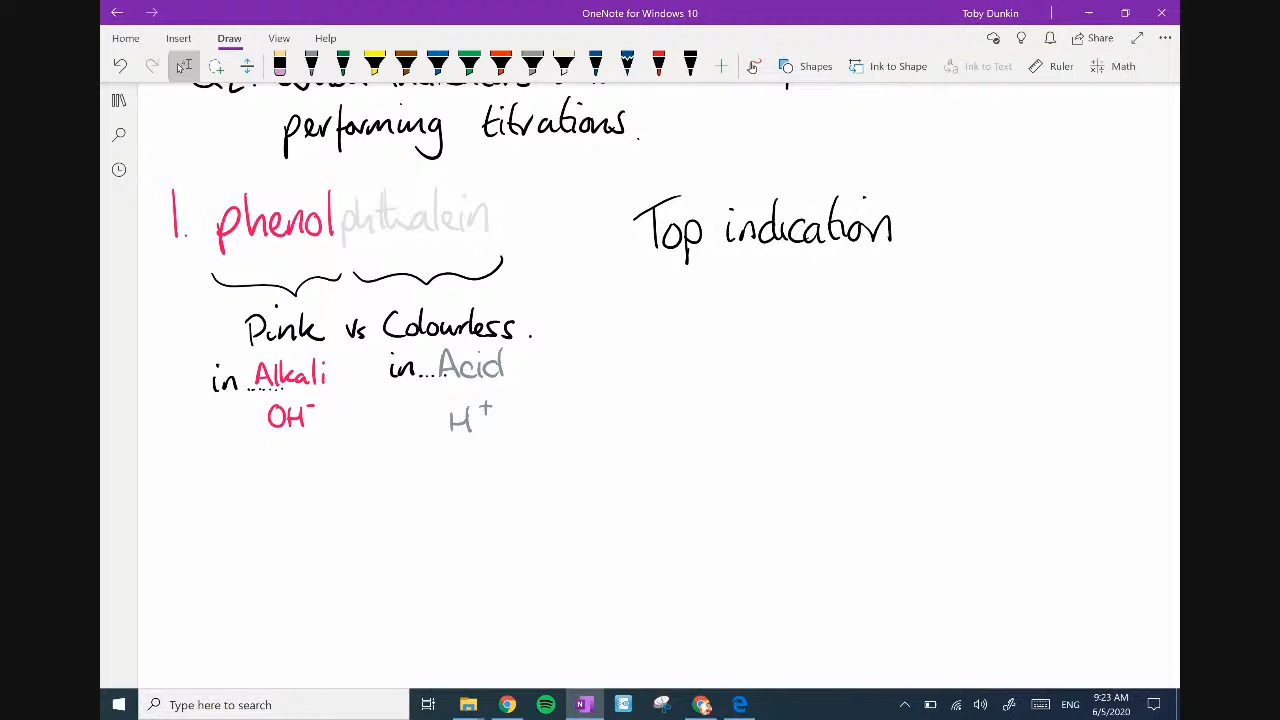 OneNote for Windows 10
Toby Dunkin
Home Insert Draw View
Share
Shapes
Ink to Shape
Ink to Text
Ruler
Math
performing titrations.
1. phenolphthalein
Top indication
Pink vs Colourless.
in ...... Alkali
in....Acid
OH⁻
H⁺
Type here to search
ENG
9:23 AM
6/5/2020